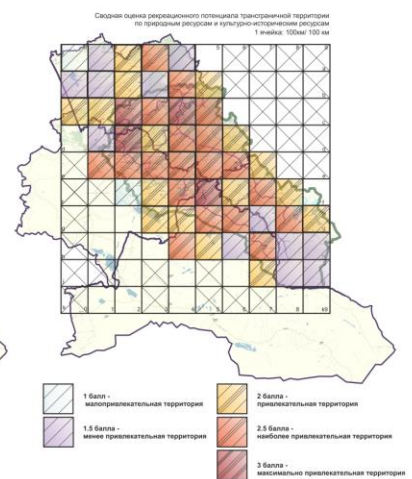 Сводная оценка рекреационного потенциала трансграничной территории
по природным ресурсам и культурно-историческим ресурсам
1 ячейка: 100км/ 100 км
1 балл -
малопривлекательная территория
2 балла -
привлекательная территория
1.5 балла -
менее привлекательная территория
2.5 балла -
наиболее привлекательная территория
3 балла -
максимально привлекательная территория